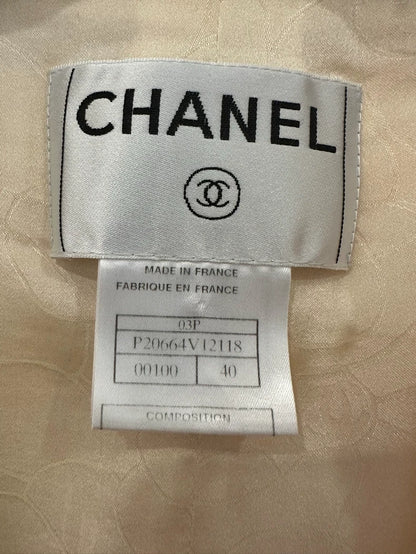 CHANEL
MADE IN FRANCE
FABRIQUE EN FRANCE
03P
P20664V12118
00100 40
COMPOSITION